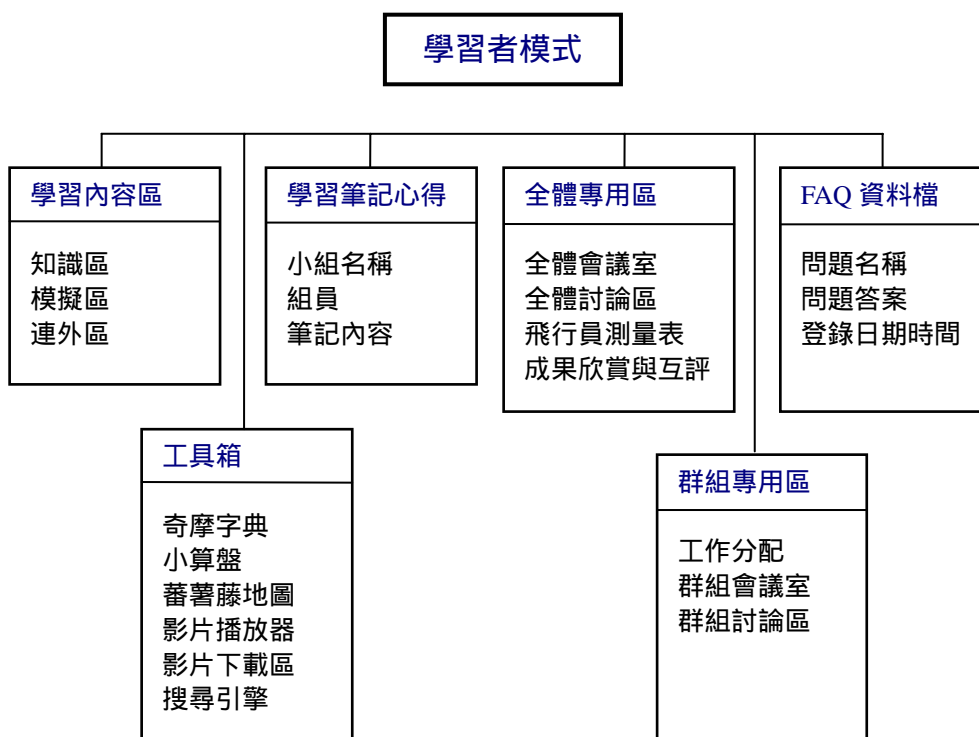 學習者模式
學習內容區
知識區
模擬區
連外區
學習筆記心得
小組名稱
組員
筆記內容
全體專用區
全體會議室
全體討論區
飛行員測量表
成果欣賞與互評
FAQ 資料檔
問題名稱
問題答案
登錄日期時間
工具箱
奇摩字典
小算盤
蕃薯藤地圖
影片播放器
影片下載區
搜尋引擎
群組專用區
工作分配
群組會議室
群組討論區